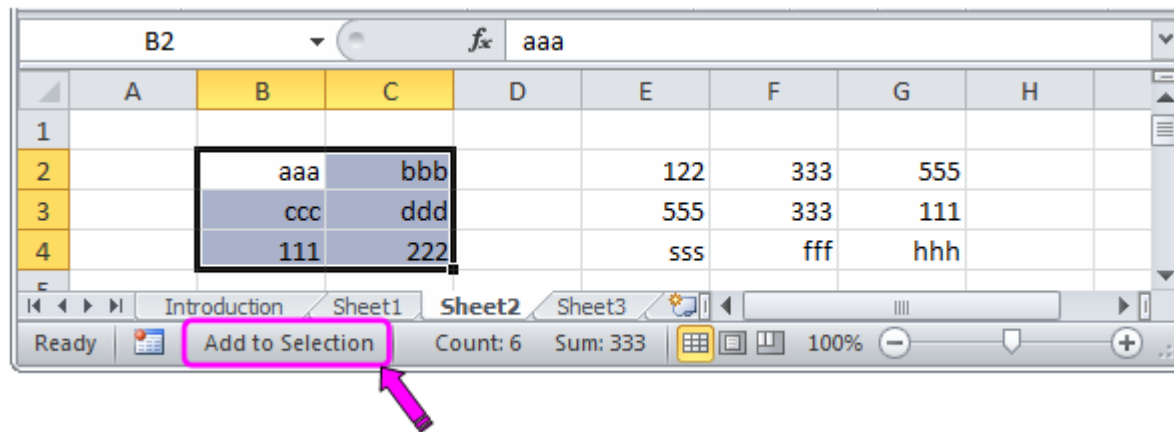 B2 fx aaa
A B C D E F G H
1
2 aaa bbb 122 333 555
3 ccc ddd 555 333 111
4 111 222 sss fff hhh
Introduction Sheet1 Sheet2 Sheet3
Ready Add to Selection Count: 6 Sum: 333 100%